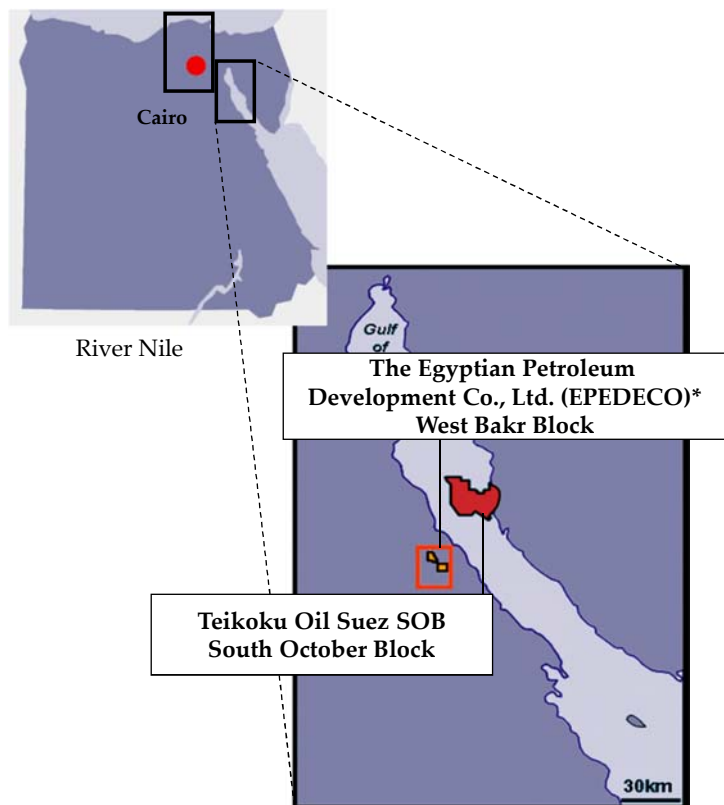 Cairo
River Nile
Gulf
of
The Egyptian Petroleum
Development Co., Ltd. (EPEDECO)*
West Bakr Block
Teikoku Oil Suez SOB
South October Block
30km